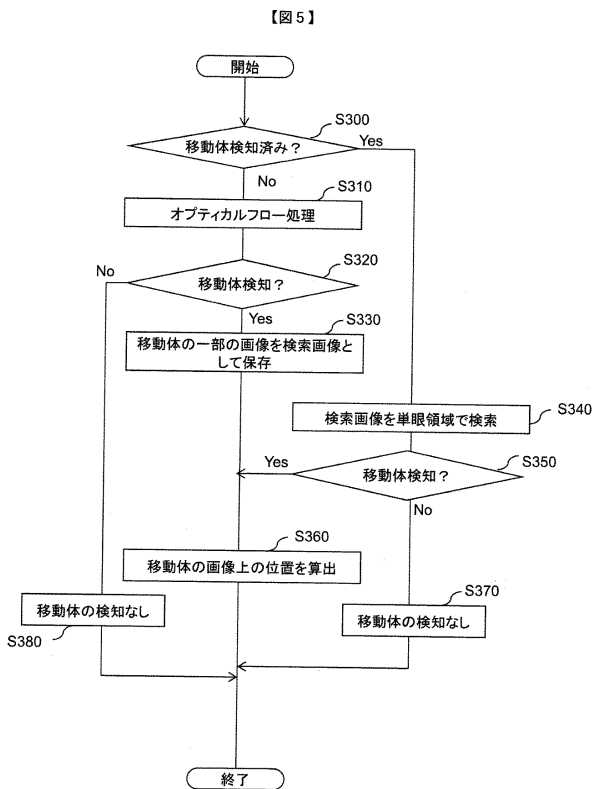 【図5】
開始
S300
移動体検知済み？
Yes
No
S310
オプティカルフロー処理
S320
No
移動体検知？
Yes
S330
移動体の一部の画像を検索画像と
して保存
検索画像を単眼領域で検索
S340
Yes
移動体検知？
S350
No
S360
移動体の画像上の位置を算出
S370
移動体の検知なし
移動体の検知なし
S380
終了